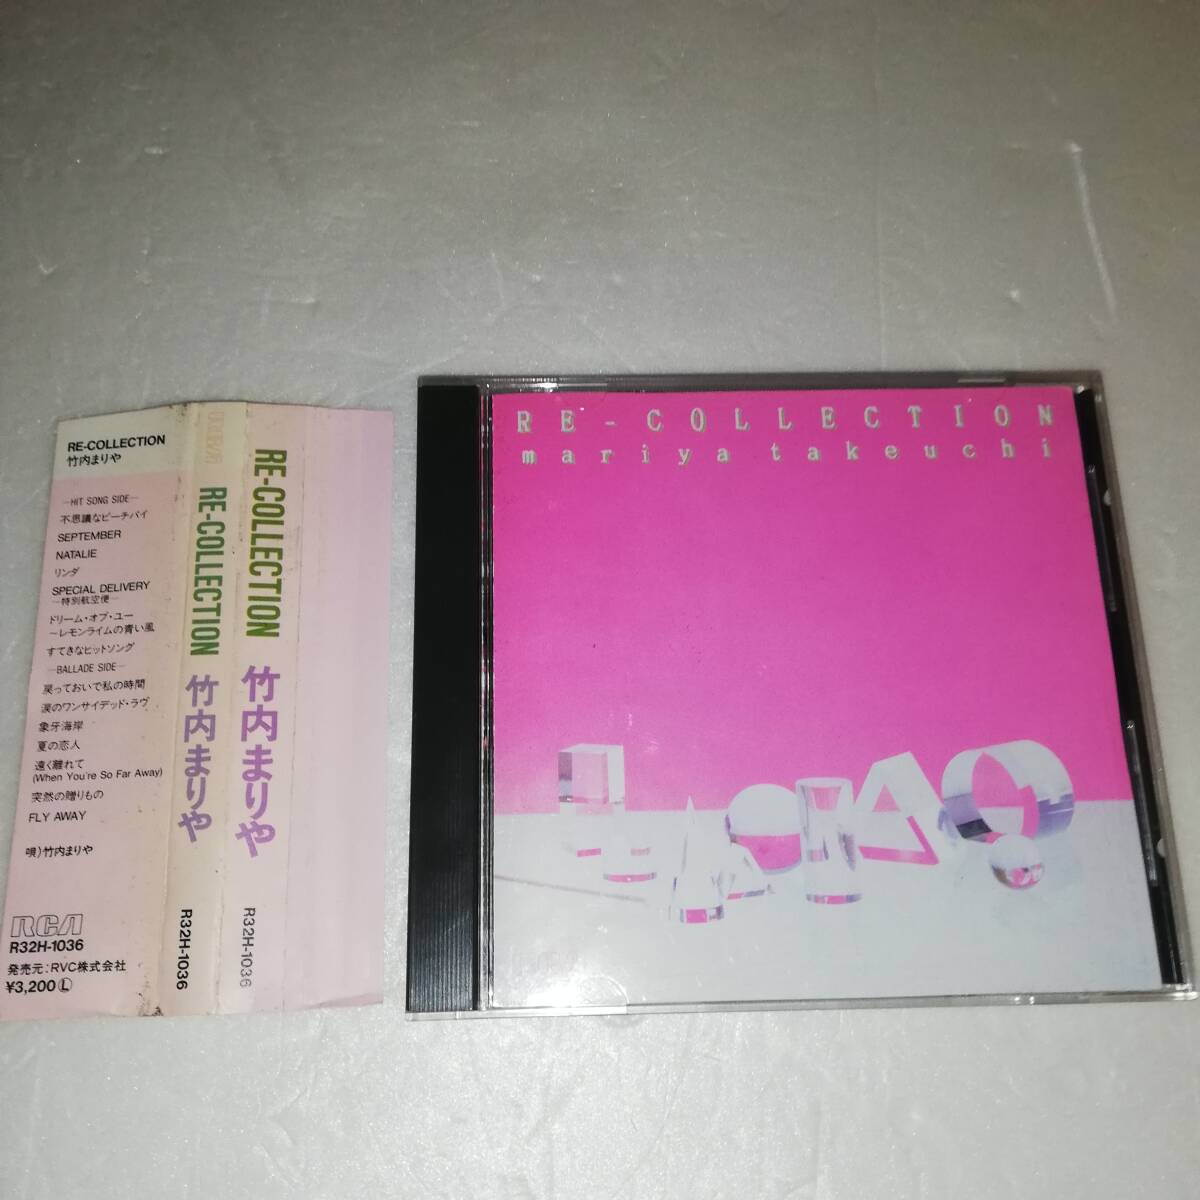 RE-COLLECTION
竹内まりや
—HIT SONG SIDE—
不思議なピーチパイ
SEPTEMBER
NATALIE
リンダ
SPECIAL DELIVERY
—特別航空便—
ドリーム・オブ・ユー
～レモンライムの青い風
すてきなヒットソング
—BALLADE SIDE—
戻っておいで私の時間
涙のワンサイデッド・ラヴ
象牙海岸
夏の恋人
遠く離れて
(When You're So Far Away)
突然の贈りもの
FLY AWAY
唄)竹内まりや
RCA
R32H-1036
発売元:RVC株式会社
¥3,200Ⓛ
RE-COLLECTION 竹内まりや
R32H-1036
RE-COLLECTION 竹内まりや
R32H-1036
RE-COLLECTION
mariya takeuchi